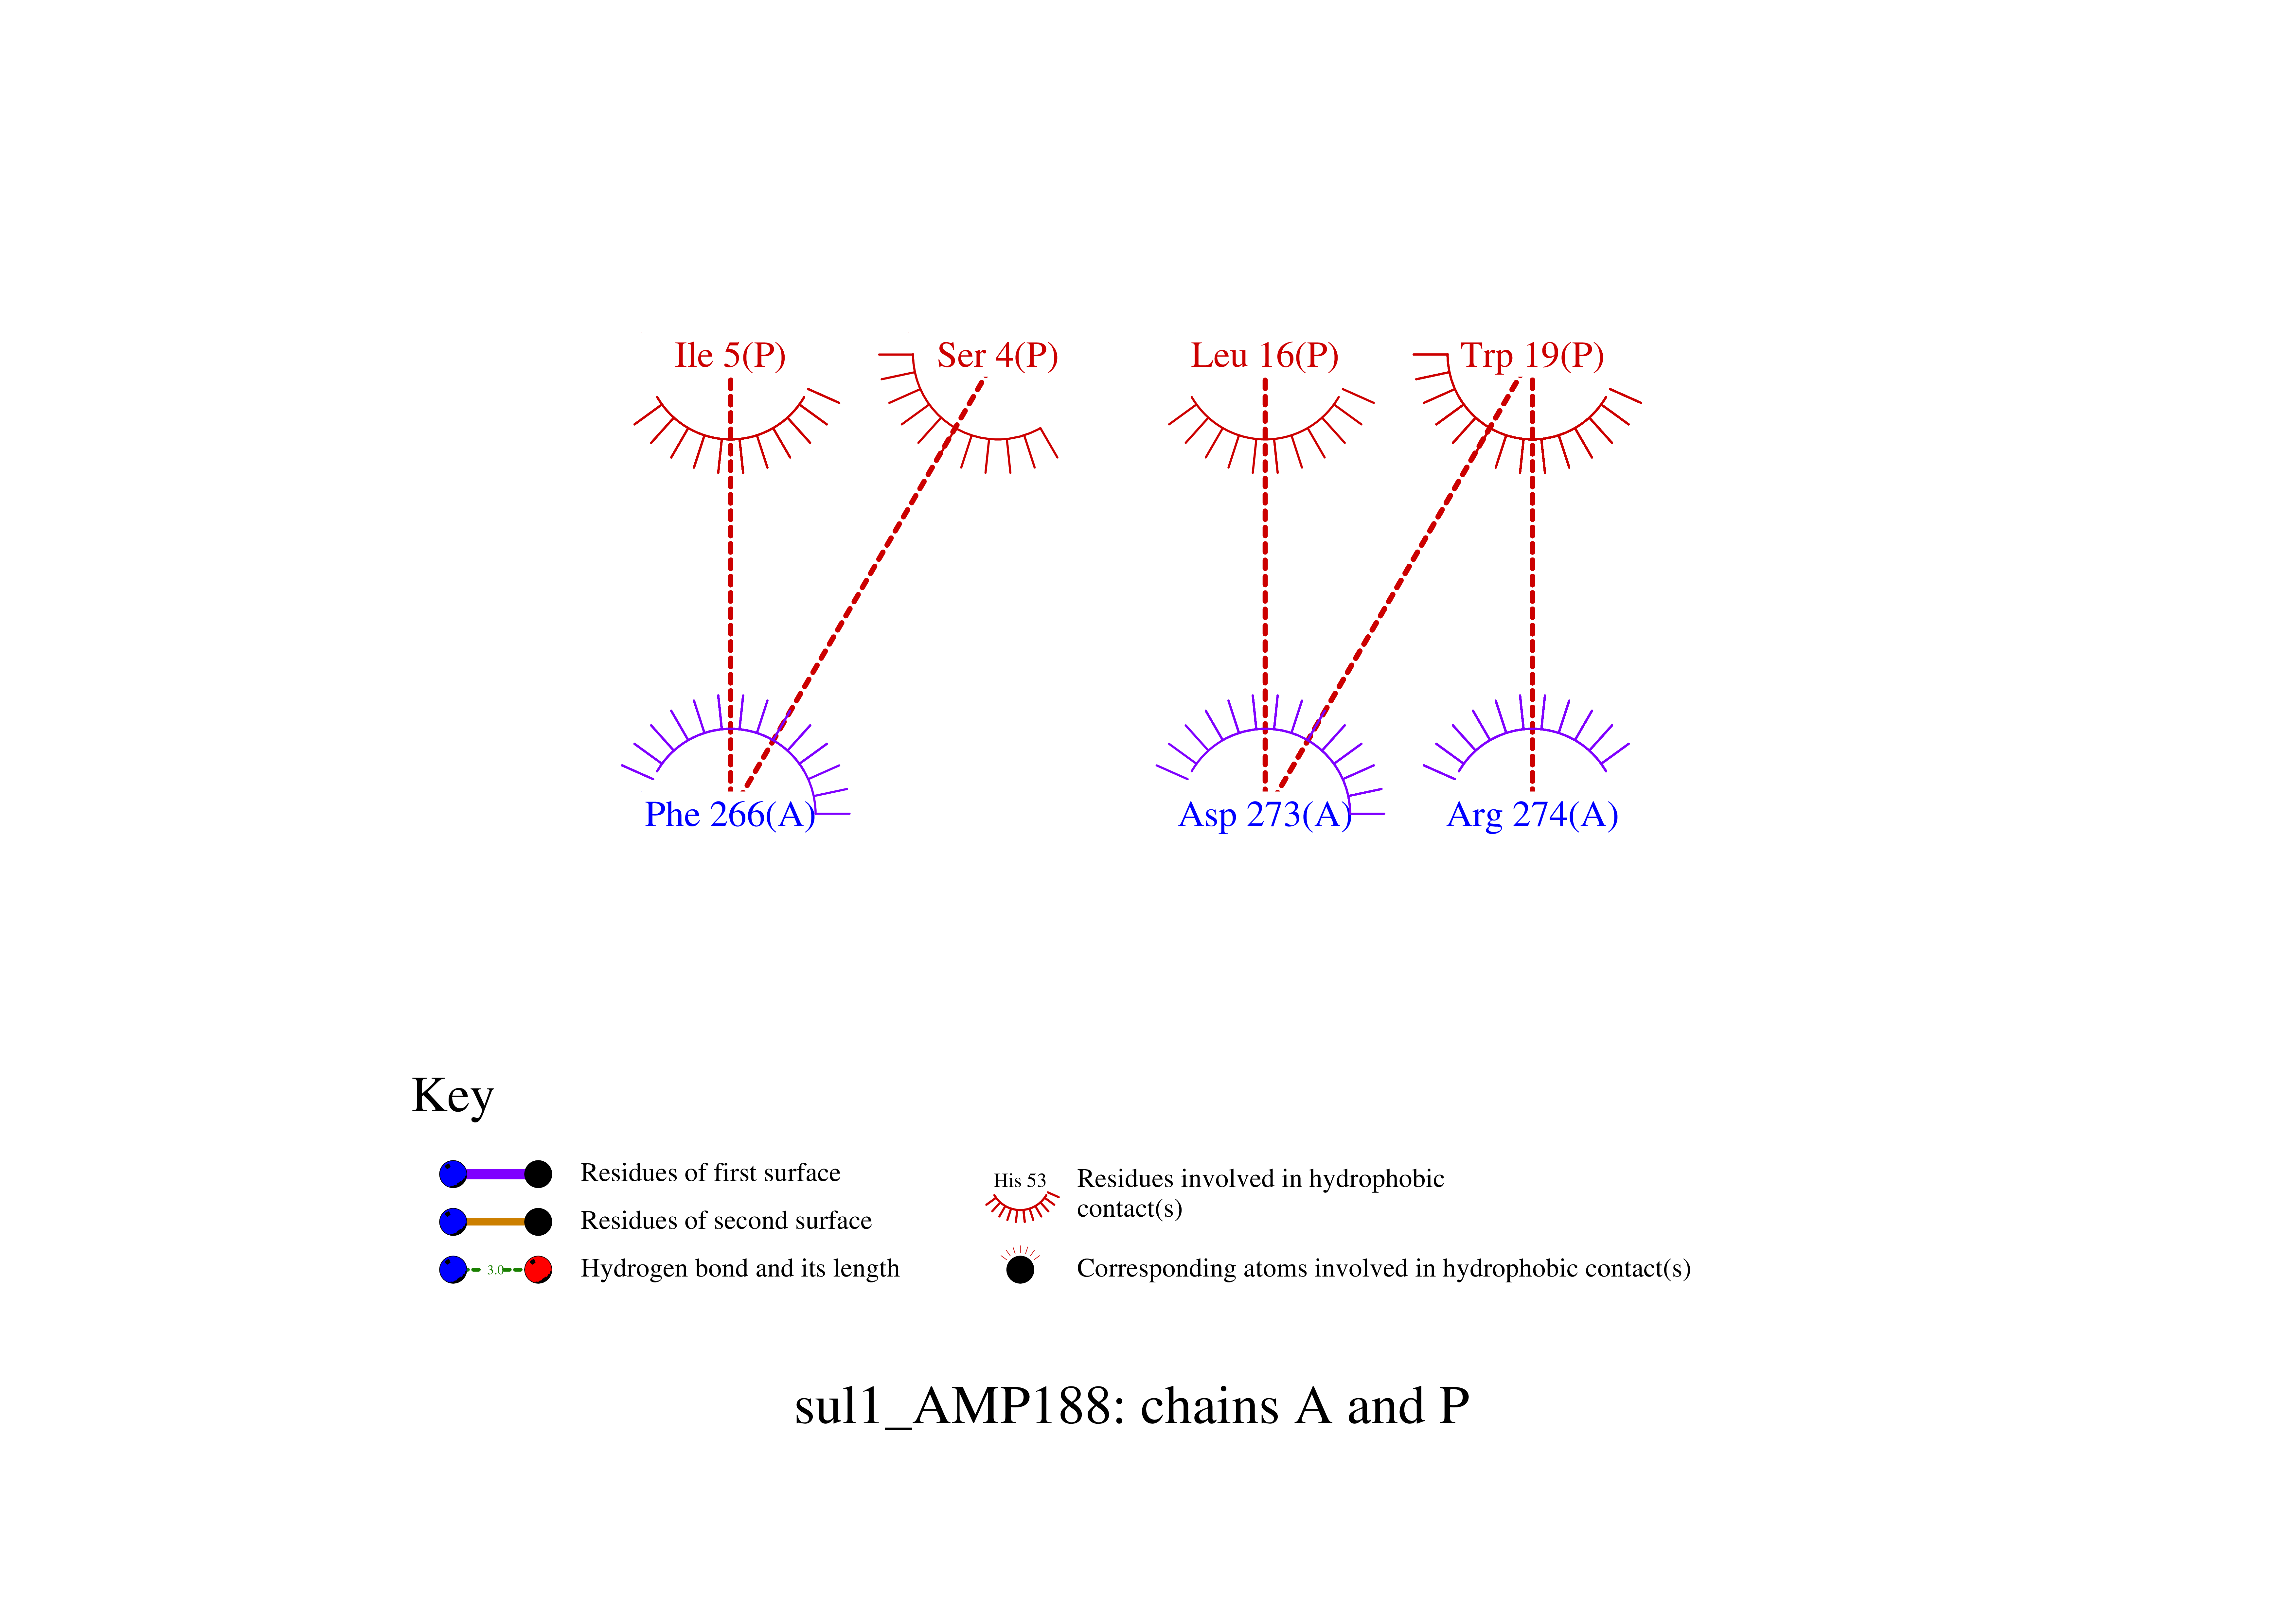 Ile 5(P) Ser 4(P) Leu 16(P) Trp 19(P)
Phe 266(A) Asp 273(A) Arg 274(A)
Key
Residues of first surface
Residues of second surface
3.0 Hydrogen bond and its length
His 53 Residues involved in hydrophobic
contact(s)
Corresponding atoms involved in hydrophobic contact(s)
sul1_AMP188: chains A and P